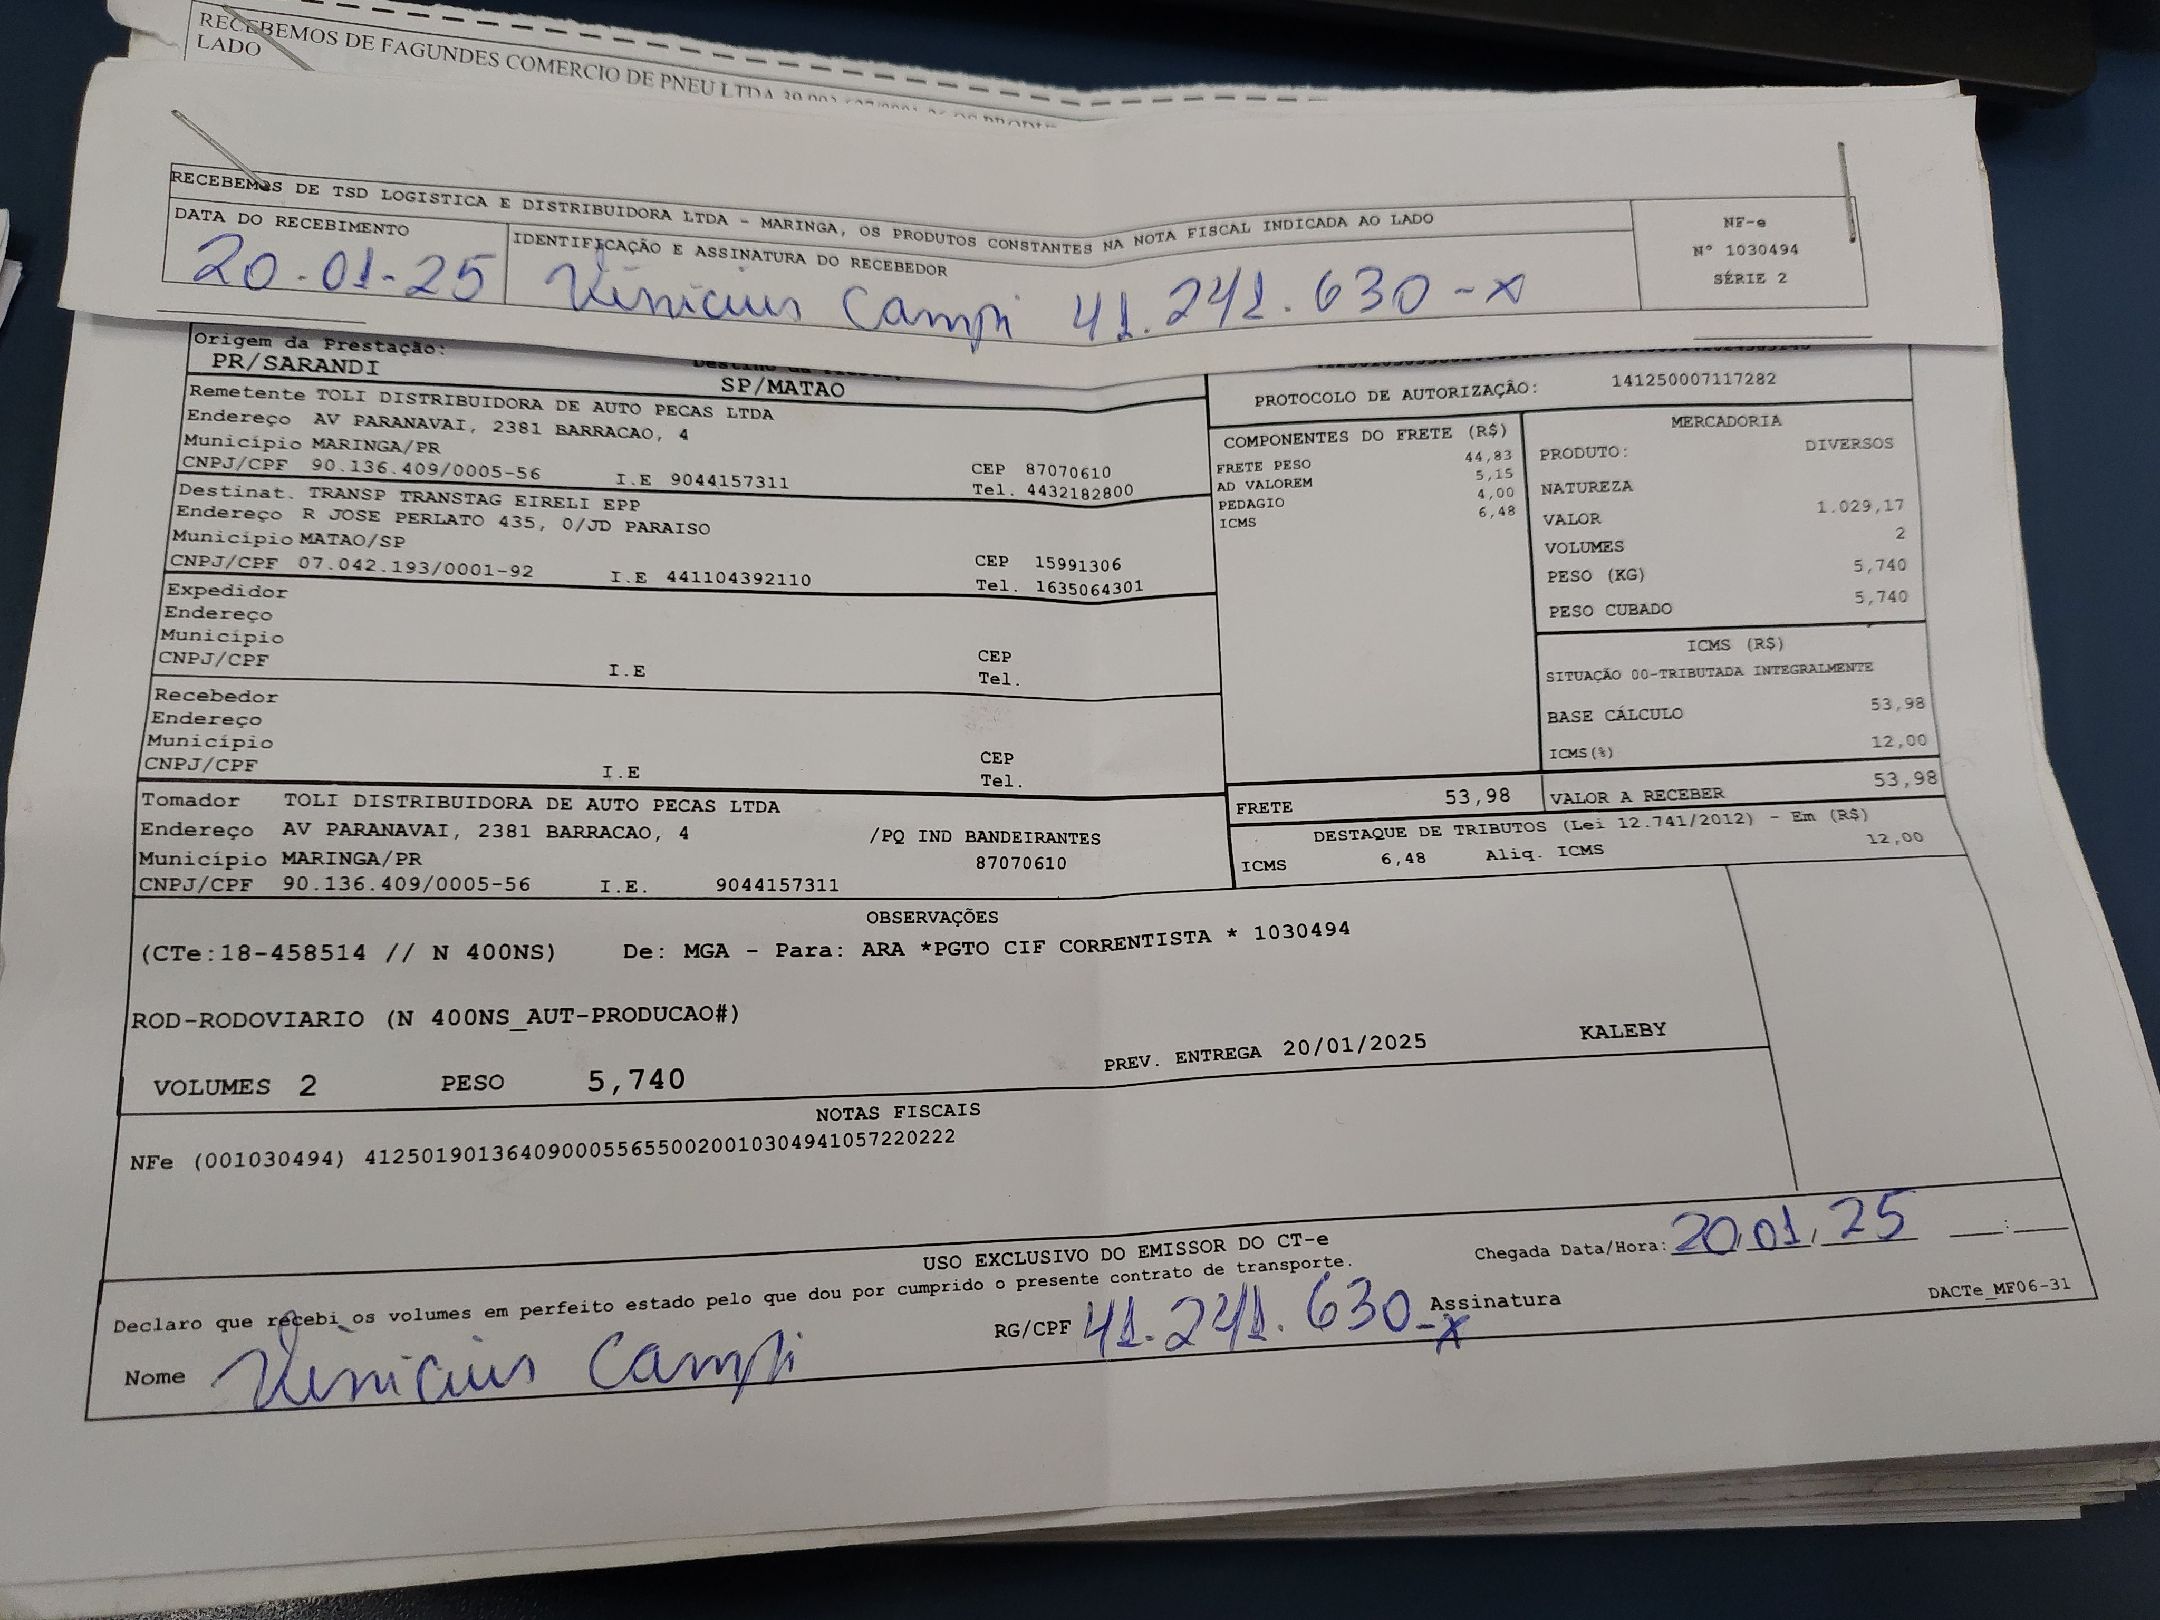 RECEBEMOS DE FAGUNDES COMERCIO DE PNEU LTDA
LADO
RECEBEMOS DE TSD LOGISTICA E DISTRIBUIDORA LTDA - MARINGA, OS PRODUTOS CONSTANTES NA NOTA FISCAL INDICADA AO LADO
DATA DO RECEBIMENTO
20-01-25
IDENTIFICAÇÃO E ASSINATURA DO RECEBEDOR
Vinicius Campi 41.241.630-x
NF-e
Nº 1030494
SÉRIE 2
Origem da Prestação:
PR/SARANDI
SP/MATAO
PROTOCOLO DE AUTORIZAÇÃO: 141250007117282
Remetente TOLI DISTRIBUIDORA DE AUTO PECAS LTDA
Endereço AV PARANAVAI, 2381 BARRACAO, 4
Município MARINGA/PR
CNPJ/CPF 90.136.409/0005-56 I.E 9044157311
CEP 87070610
Tel. 4432182800
Destinat. TRANSP TRANSTAG EIRELI EPP
Endereço R JOSE PERLATO 435, 0/JD PARAISO
Município MATAO/SP
CNPJ/CPF 07.042.193/0001-92 I.E 441104392110
CEP 15991306
Tel. 1635064301
Expedidor
Endereço
Município
CNPJ/CPF I.E
CEP
Tel.
Recebedor
Endereço
Município
CNPJ/CPF I.E
CEP
Tel.
Tomador TOLI DISTRIBUIDORA DE AUTO PECAS LTDA
Endereço AV PARANAVAI, 2381 BARRACAO, 4 /PQ IND BANDEIRANTES
Município MARINGA/PR 87070610
CNPJ/CPF 90.136.409/0005-56 I.E. 9044157311
COMPONENTES DO FRETE (R$)
FRETE PESO 44,83
AD VALOREM 5,15
PEDAGIO 4,00
ICMS 6,48
MERCADORIA
PRODUTO: DIVERSOS
NATUREZA
VALOR 1.029,17
VOLUMES 2
PESO (KG) 5,740
PESO CUBADO 5,740
ICMS (R$)
SITUAÇÃO 00-TRIBUTADA INTEGRALMENTE
BASE CÁLCULO 53,98
ICMS(%) 12,00
FRETE 53,98
VALOR A RECEBER 53,98
DESTAQUE DE TRIBUTOS (Lei 12.741/2012) - Em (R$)
ICMS 6,48 Aliq. ICMS 12,00
OBSERVAÇÕES
(CTe:18-458514 // N 400NS) De: MGA - Para: ARA *PGTO CIF CORRENTISTA * 1030494
ROD-RODOVIARIO (N 400NS_AUT-PRODUCAO#)
VOLUMES 2 PESO 5,740 PREV. ENTREGA 20/01/2025 KALEBY
NOTAS FISCAIS
NFe (001030494) 41250190136409000556550020010304941057220222
USO EXCLUSIVO DO EMISSOR DO CT-e
Declaro que recebi os volumes em perfeito estado pelo que dou por cumprido o presente contrato de transporte.
Chegada Data/Hora: 20/01/25 __:__
Nome Vinicius Campi RG/CPF 41.241.630-x Assinatura
DACTe_MF06-31